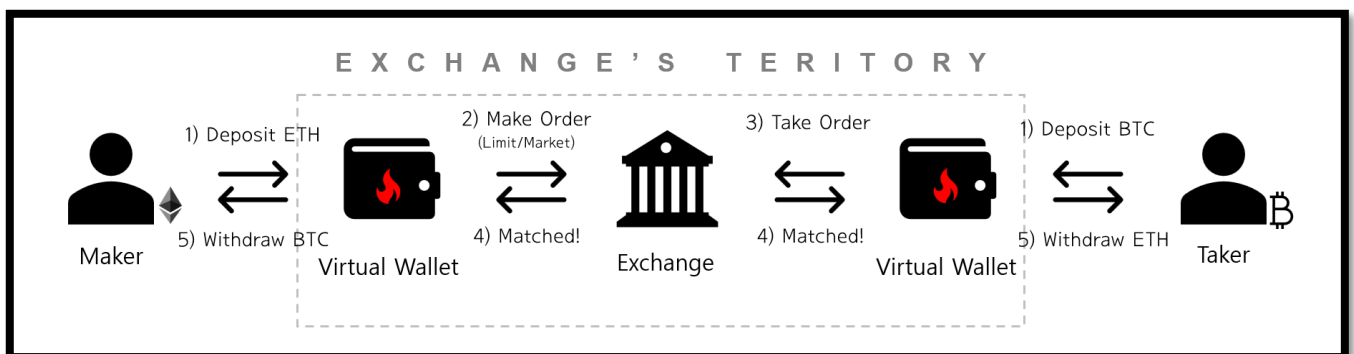 EXCHANGE'S TERITORY
1) Deposit ETH
2) Make Order
(Limit/Market)
3) Take Order
1) Deposit BTC
5) Withdraw BTC
4) Matched!
4) Matched!
5) Withdraw ETH
Maker
Virtual Wallet
Exchange
Virtual Wallet
Taker